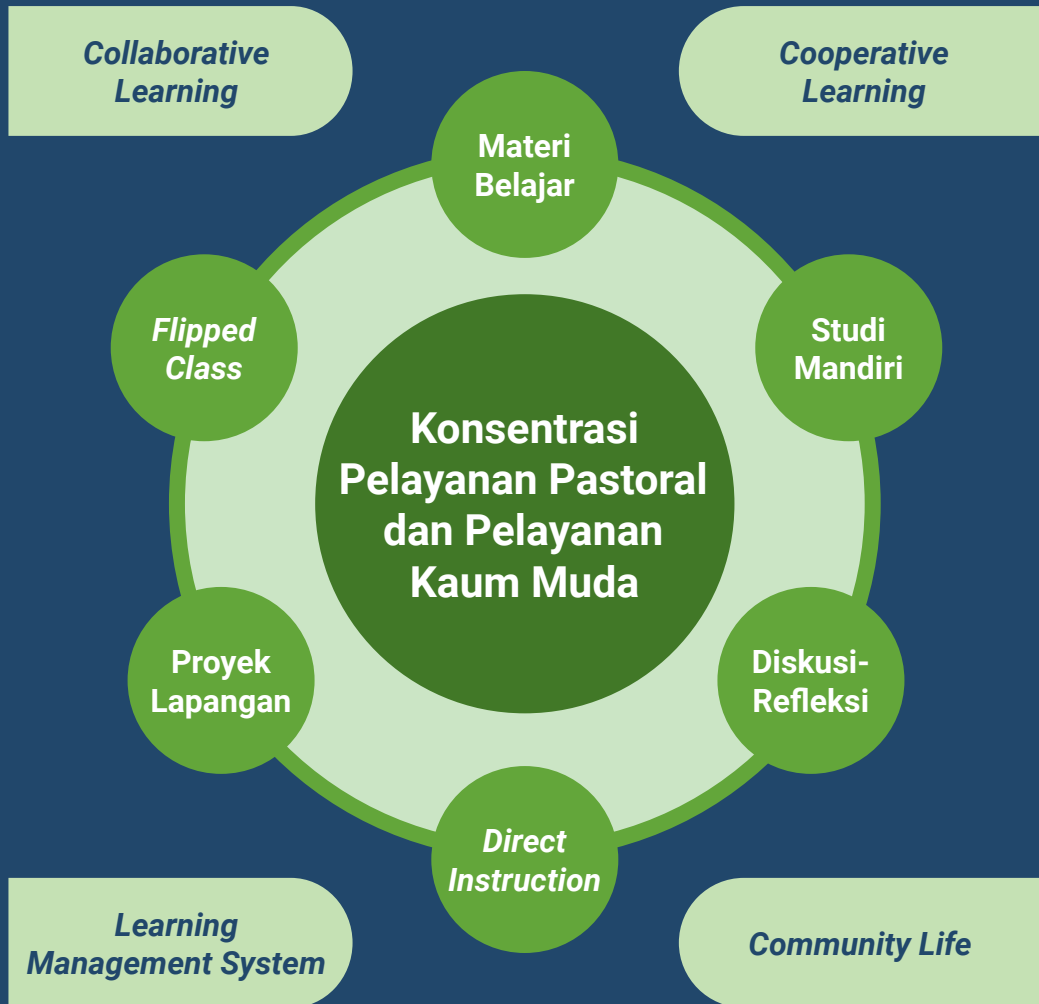 Collaborative
Learning
Cooperative
Learning
Materi
Belajar
Flipped
Class
Studi
Mandiri
Konsentrasi
Pelayanan Pastoral
dan Pelayanan
Kaum Muda
Proyek
Lapangan
Diskusi-
Refleksi
Direct
Instruction
Learning
Management System
Community Life